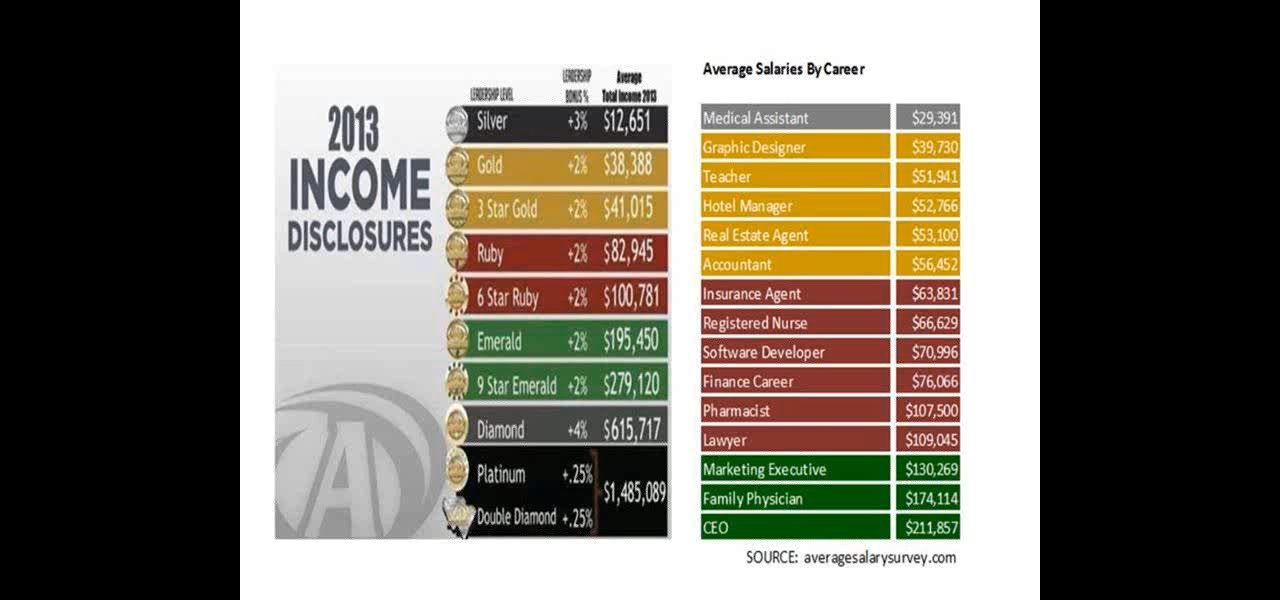 2013
INCOME
DISCLOSURES
LEADERSHIP LEVEL
LEADERSHIP BONUS %
Average Total Income 2013
Silver +3% $12,651
Gold +2% $38,388
3 Star Gold +2% $41,015
Ruby +2% $82,945
6 Star Ruby +2% $100,781
Emerald +2% $195,450
9 Star Emerald +2% $279,120
Diamond +4% $615,717
Platinum +.25%
$1,485,089
Double Diamond +.25%
A
Average Salaries By Career
Medical Assistant $29,391
Graphic Designer $39,730
Teacher $51,941
Hotel Manager $52,766
Real Estate Agent $53,100
Accountant $56,452
Insurance Agent $63,831
Registered Nurse $66,629
Software Developer $70,996
Finance Career $76,066
Pharmacist $107,500
Lawyer $109,045
Marketing Executive $130,269
Family Physician $174,114
CEO $211,857
SOURCE: averagesalarysurvey.com